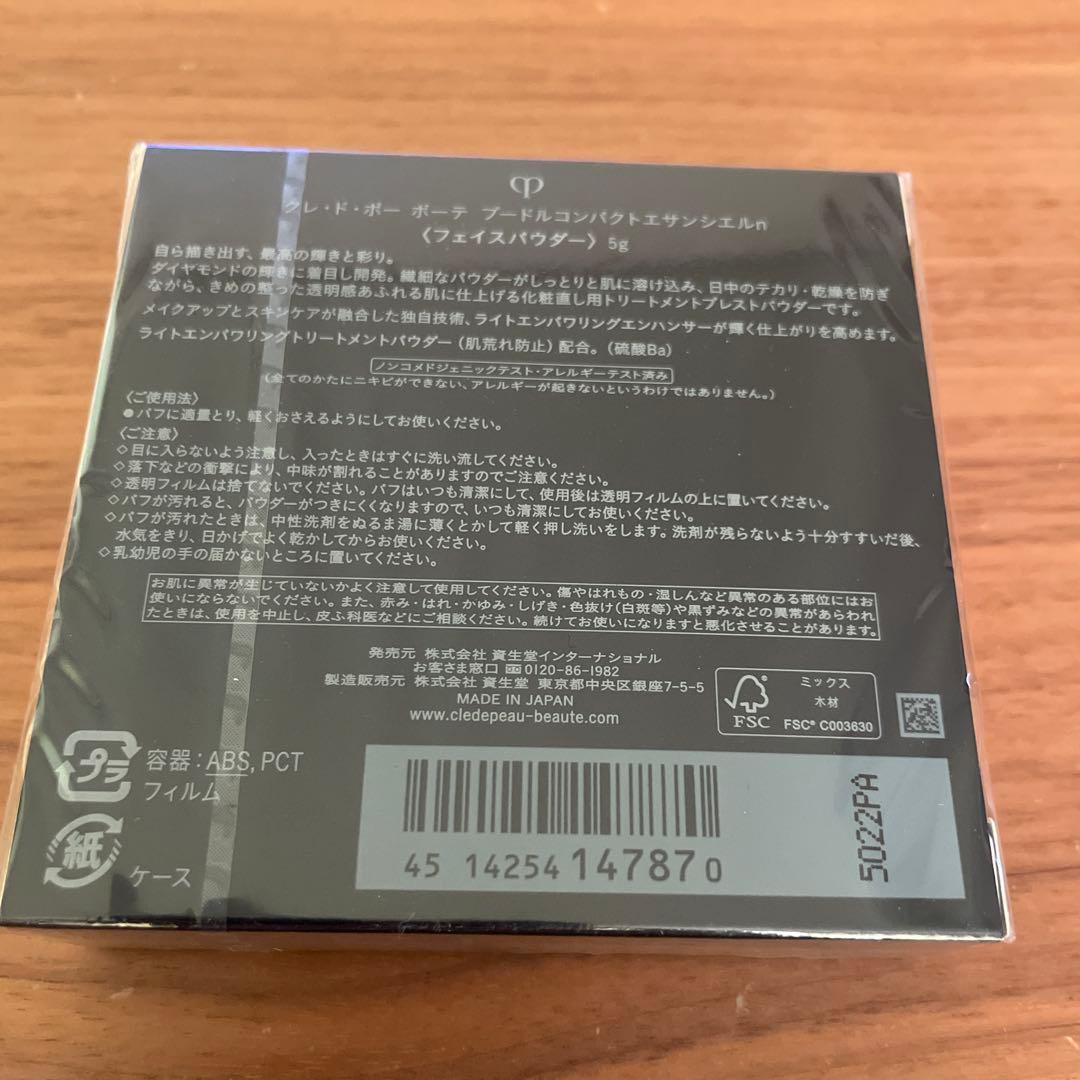 クレ・ド・ポー ボーテ プードルコンパクトエサンシエルn
〈フェイスパウダー〉5g
自ら描き出す、最高の輝きと彩り。
ダイヤモンドの輝きに着目し開発。繊細なパウダーがしっとりと肌に溶け込み、日中のテカリ・乾燥を防ぎ
ながら、きめの整った透明感あふれる肌に仕上げる化粧直し用トリートメントプレストパウダーです。
メイクアップとスキンケアが融合した独自技術、ライトエンパワリングエンハンサーが輝く仕上がりを高めます。
ライトエンパワリングトリートメントパウダー(肌荒れ防止)配合。(硫酸Ba)
ノンコメドジェニックテスト・アレルギーテスト済み
(全てのかたにニキビができない、アレルギーが起きないというわけではありません。)
〈ご使用法〉
●パフに適量とり、軽くおさえるようにしてお使いください。
〈ご注意〉
◇目に入らないよう注意し、入ったときはすぐに洗い流してください。
◇落下などの衝撃により、中味が割れることがありますのでご注意ください。
◇透明フィルムは捨てないでください。パフはいつも清潔にして、使用後は透明フィルムの上に置いてください。
◇パフが汚れると、パウダーがつきにくくなりますので、いつも清潔にしてお使いください。
◇パフが汚れたときは、中性洗剤をぬるま湯に薄くとかして軽く押し洗いをします。洗剤が残らないよう十分すすいだ後、
水気をきり、日かげでよく乾かしてからお使いください。
◇乳幼児の手の届かないところに置いてください。
お肌に異常が生じていないかよく注意して使用してください。傷やはれもの・湿しんなど異常のある部位にはお
使いにならないでください。また、赤み・はれ・かゆみ・しげき・色抜け(白斑等)や黒ずみなどの異常があらわれ
たときは、使用を中止し、皮ふ科医などにご相談ください。続けてお使いになりますと悪化させることがあります。
発売元 株式会社 資生堂インターナショナル
お客さま窓口 0120-86-1982
製造販売元 株式会社 資生堂 東京都中央区銀座7-5-5
MADE IN JAPAN
www.cledepeau-beaute.com
FSC
ミックス
木材
FSC® C003630
プラ
容器:ABS, PCT
フィルム
紙
ケース
45 14254 14787 0
5022PA